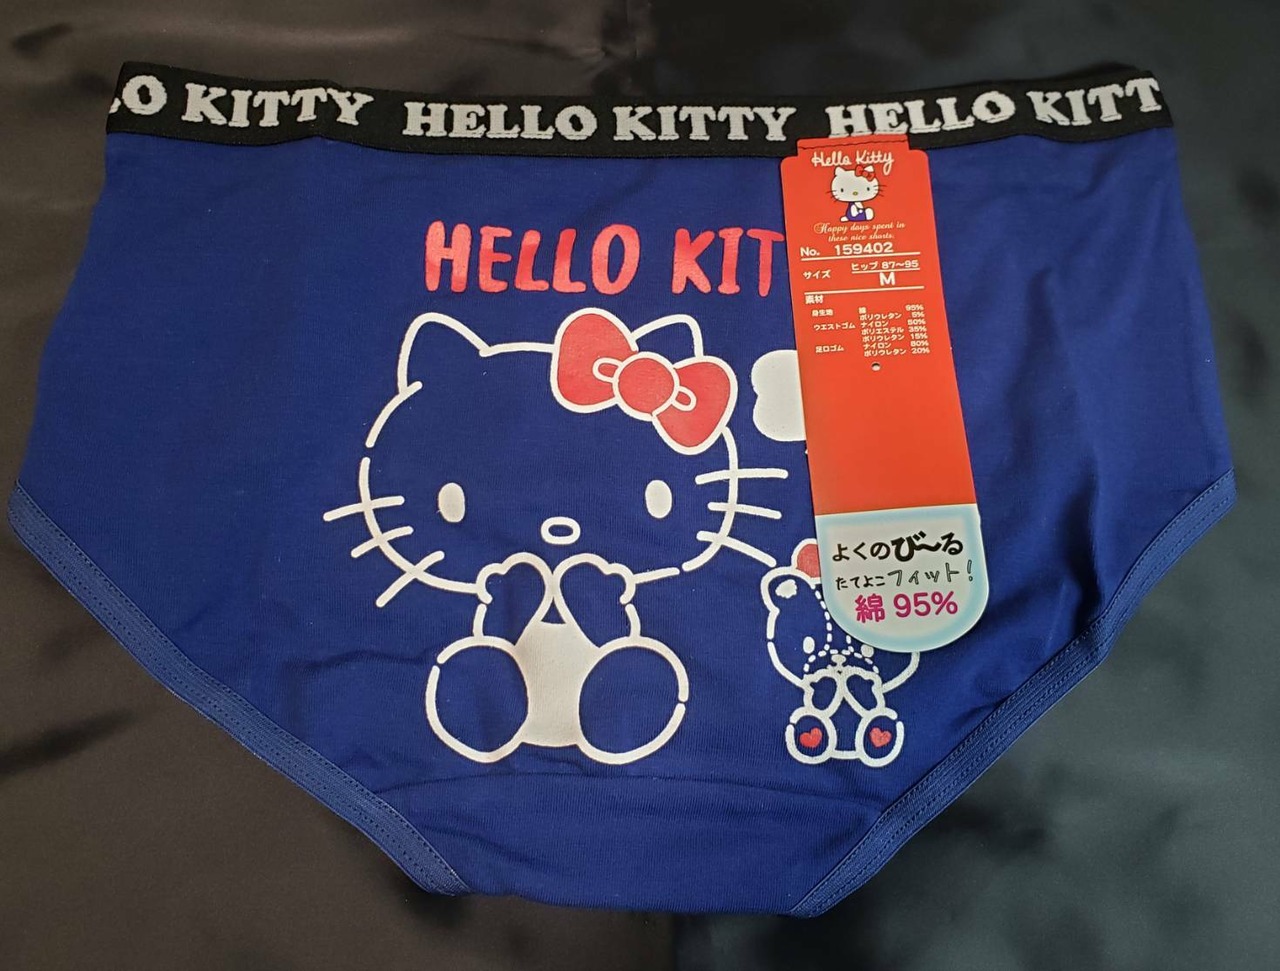 LO KITTY HELLO KITTY HELLO KITT
HELLO KIT
Hello Kitty
Happy days spent in
these nice shorts.
No. 159402
サイズ ヒップ 87~95
M
素材
身生地 綿 95%
ポリウレタン 5%
ウエストゴム ナイロン 50%
ポリエステル 35%
ポリウレタン 15%
足口ゴム ナイロン 80%
ポリウレタン 20%
よくのび~る
たてよこフィット!
綿 95%